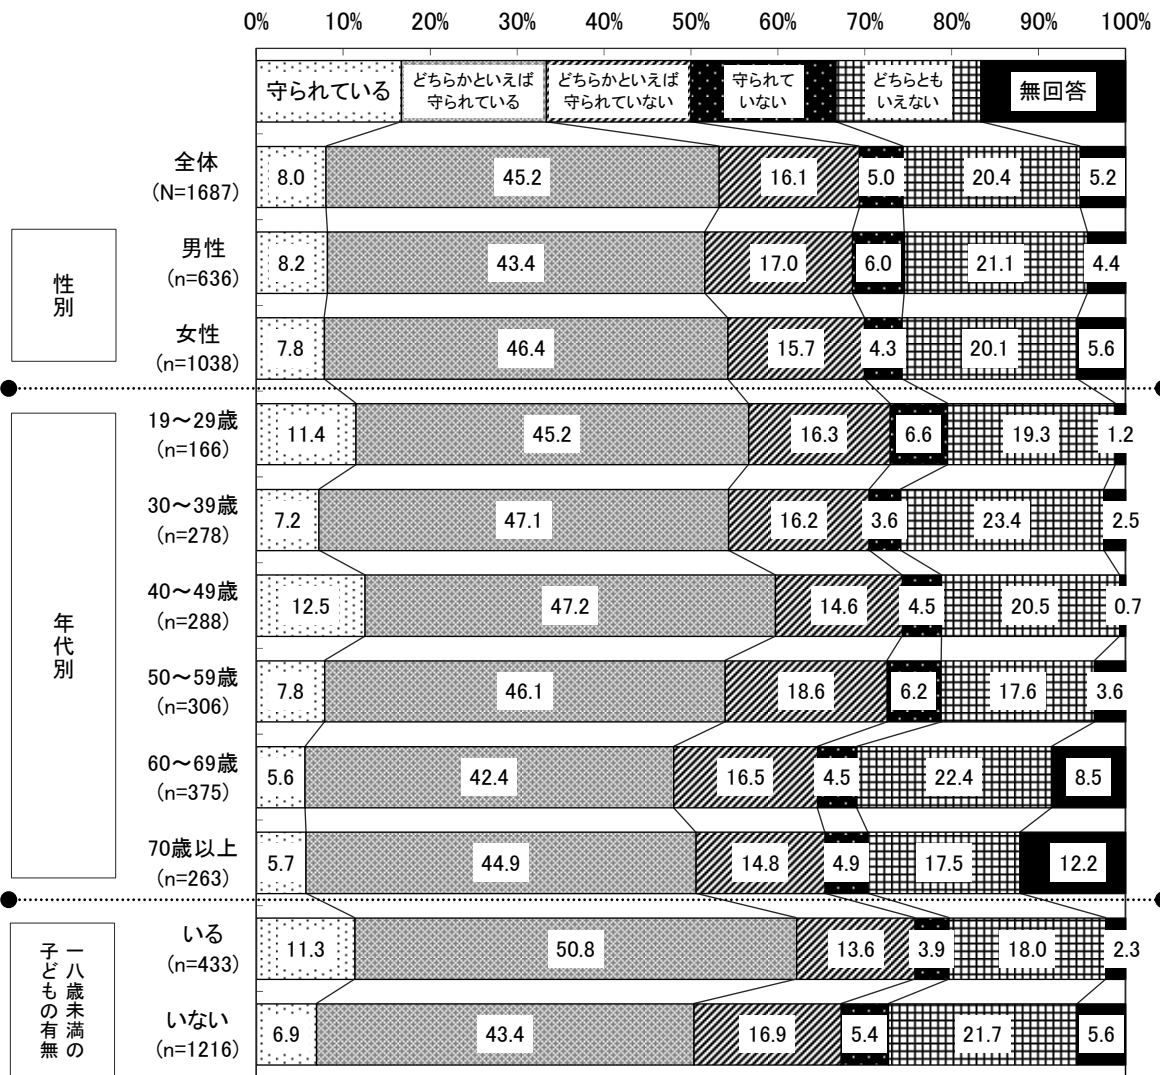 0% 10% 20% 30% 40% 50% 60% 70% 80% 90% 100%
守られている
どちらかといえば
守られている
どちらかといえば
守られていない
守られて
いない
どちらとも
いえない
無回答
全体
(N=1687)
8.0 45.2 16.1 5.0 20.4 5.2
性別
男性
(n=636)
8.2 43.4 17.0 6.0 21.1 4.4
女性
(n=1038)
7.8 46.4 15.7 4.3 20.1 5.6
年代別
19～29歳
(n=166)
11.4 45.2 16.3 6.6 19.3 1.2
30～39歳
(n=278)
7.2 47.1 16.2 3.6 23.4 2.5
40～49歳
(n=288)
12.5 47.2 14.6 4.5 20.5 0.7
50～59歳
(n=306)
7.8 46.1 18.6 6.2 17.6 3.6
60～69歳
(n=375)
5.6 42.4 16.5 4.5 22.4 8.5
70歳以上
(n=263)
5.7 44.9 14.8 4.9 17.5 12.2
一八歳未満の
子どもの有無
いる
(n=433)
11.3 50.8 13.6 3.9 18.0 2.3
いない
(n=1216)
6.9 43.4 16.9 5.4 21.7 5.6